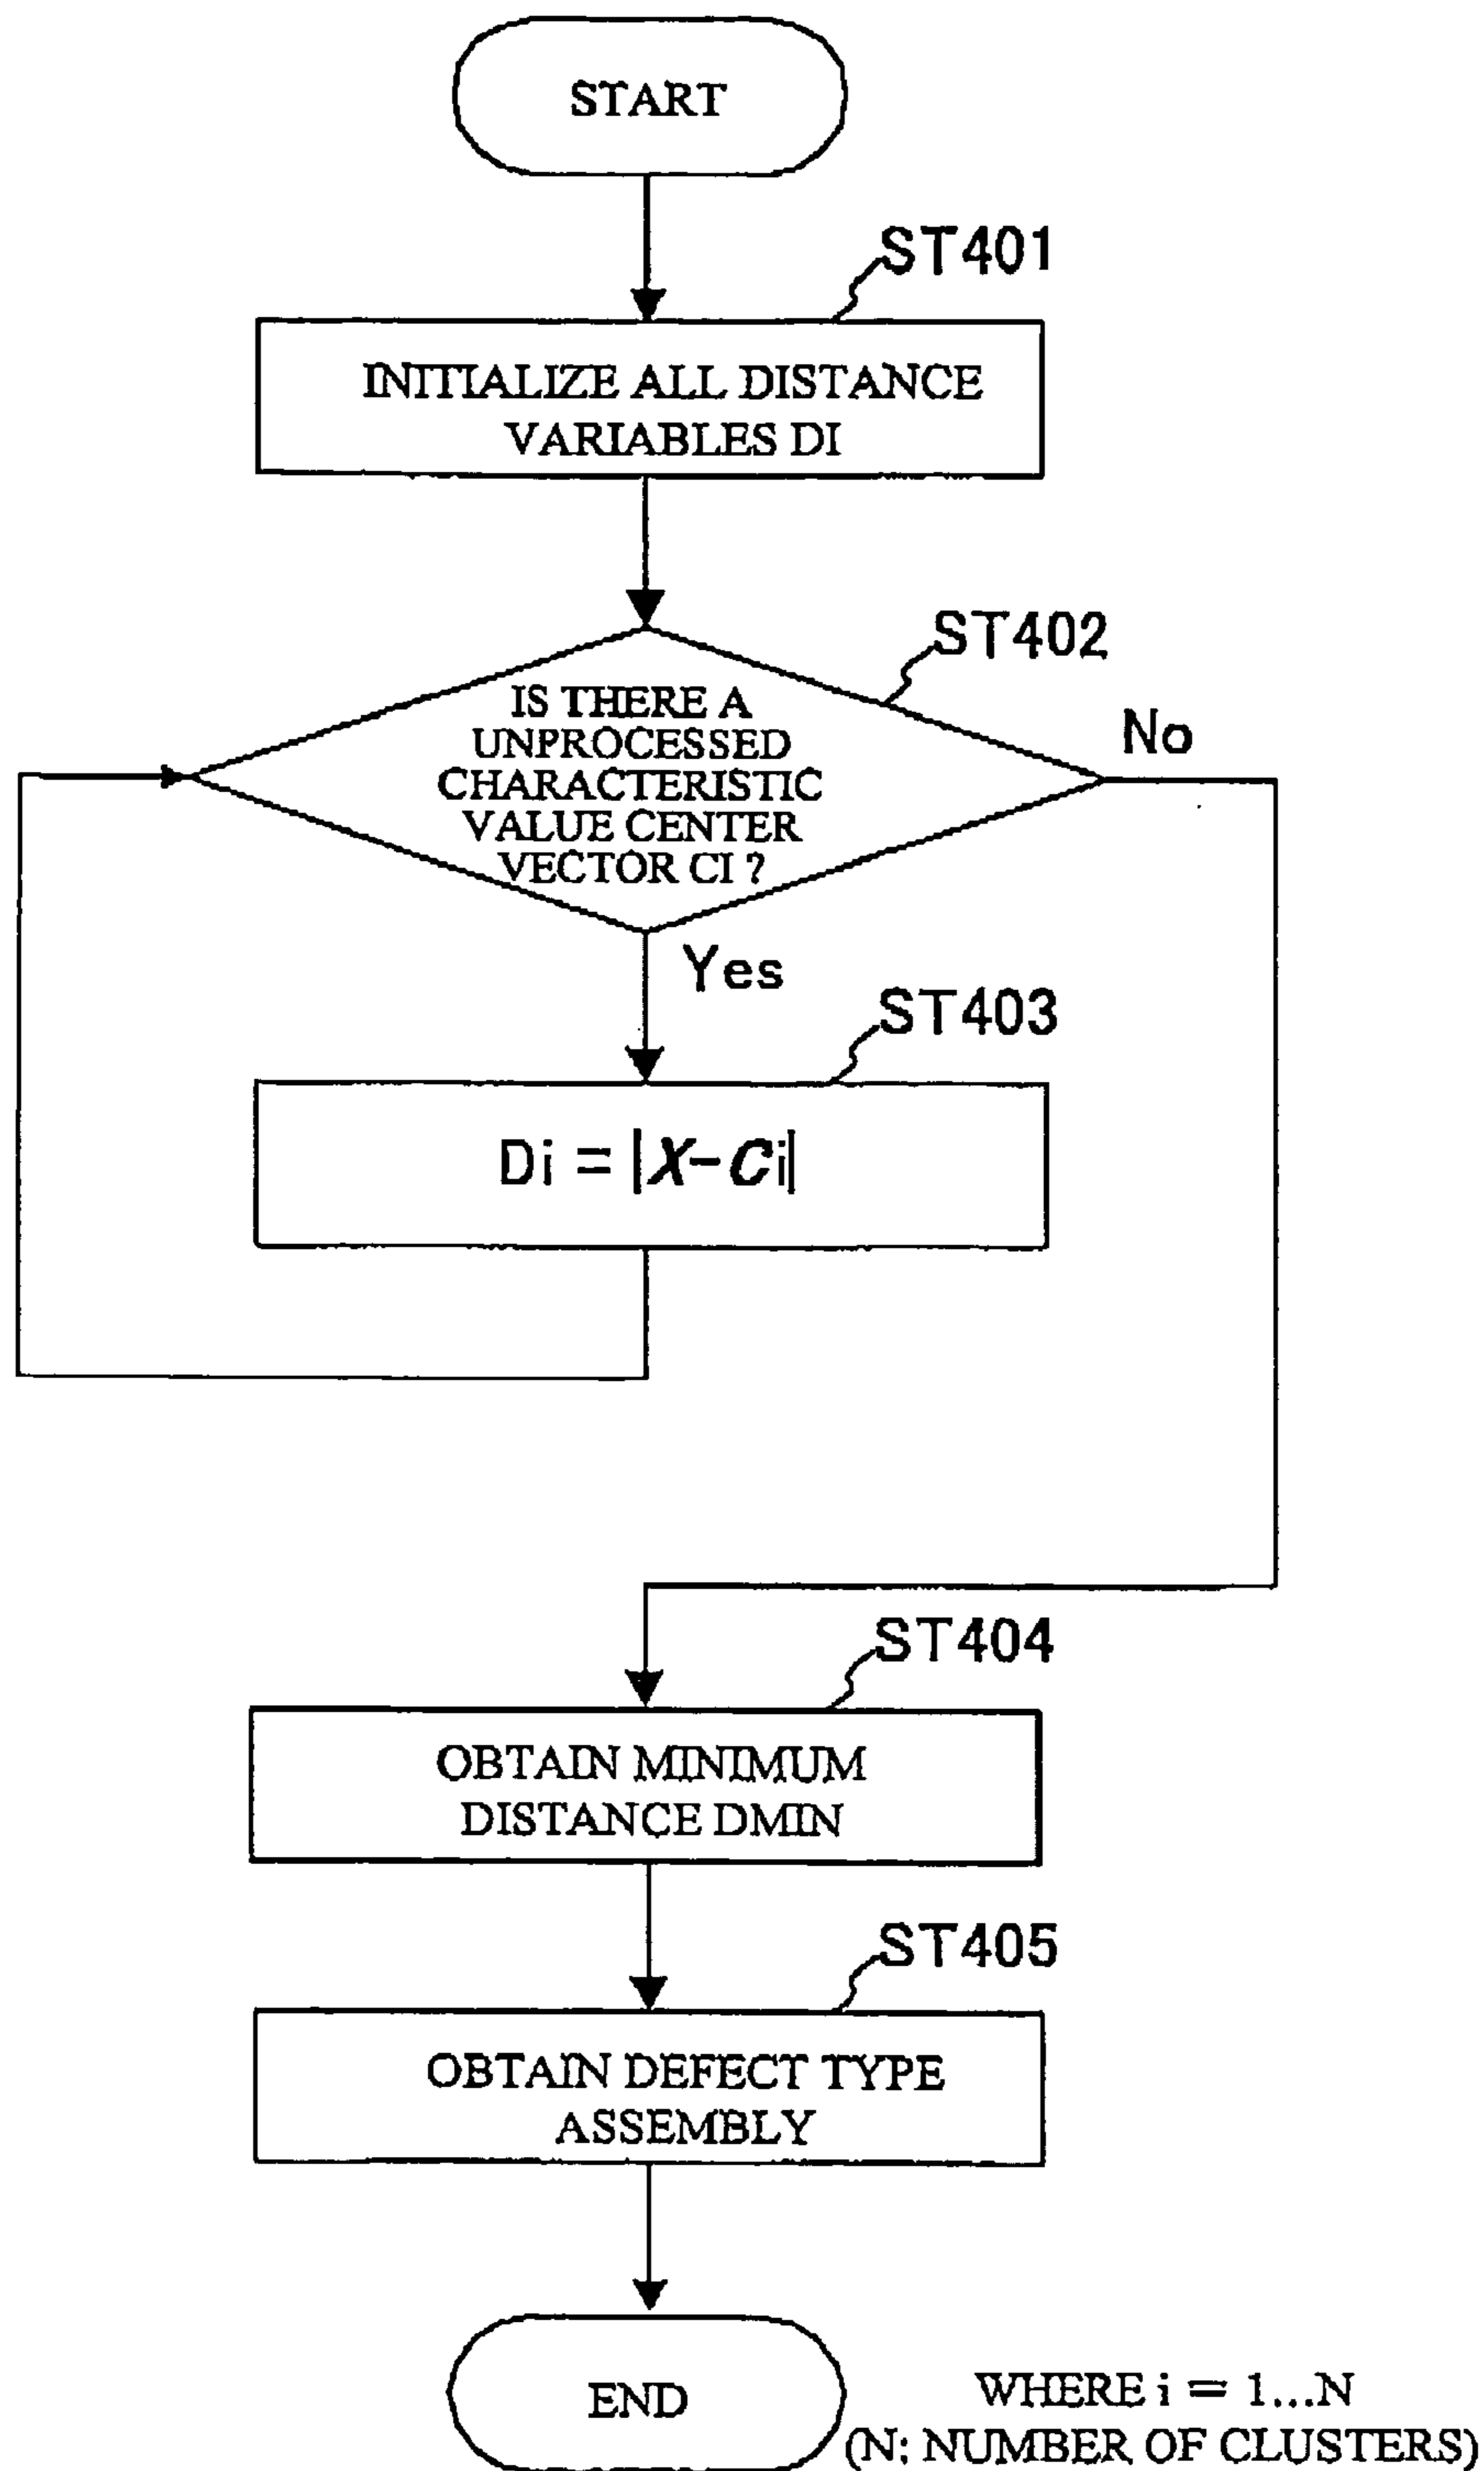 START
ST401
INITIALIZE ALL DISTANCE
VARIABLES DI
ST402
IS THERE A
UNPROCESSED
CHARACTERISTIC
VALUE CENTER
VECTOR CI ?
No
Yes
ST403
Di = |X-Ci|
ST404
OBTAIN MINIMUM
DISTANCE DMIN
ST405
OBTAIN DEFECT TYPE
ASSEMBLY
END
WHERE i = 1...N
(N; NUMBER OF CLUSTERS)